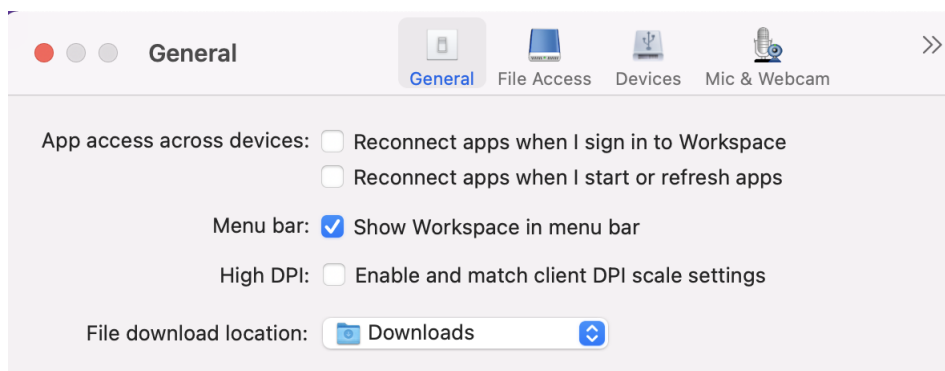 General
General
File Access
Devices
Mic & Webcam
App access across devices:
Reconnect apps when I sign in to Workspace
Reconnect apps when I start or refresh apps
Menu bar:
Show Workspace in menu bar
High DPI:
Enable and match client DPI scale settings
File download location:
Downloads